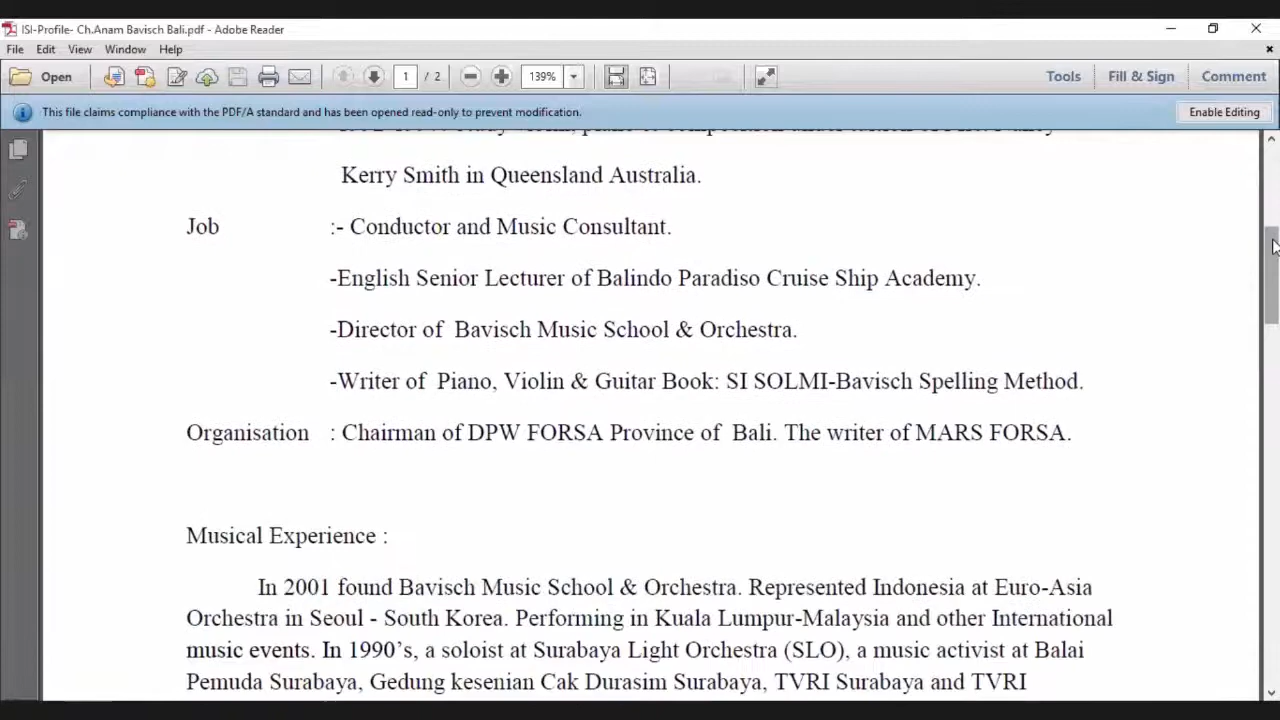 ISI-Profile- Ch.Anam Bavisch Bali.pdf - Adobe Reader
File Edit View Window Help
Open 1 / 2 139% Tools Fill & Sign Comment
This file claims compliance with the PDF/A standard and has been opened read-only to prevent modification. Enable Editing
Kerry Smith in Queensland Australia.
Job :- Conductor and Music Consultant.
-English Senior Lecturer of Balindo Paradiso Cruise Ship Academy.
-Director of Bavisch Music School & Orchestra.
-Writer of Piano, Violin & Guitar Book: SI SOLMI-Bavisch Spelling Method.
Organisation : Chairman of DPW FORSA Province of Bali. The writer of MARS FORSA.
Musical Experience :
In 2001 found Bavisch Music School & Orchestra. Represented Indonesia at Euro-Asia
Orchestra in Seoul - South Korea. Performing in Kuala Lumpur-Malaysia and other International
music events. In 1990's, a soloist at Surabaya Light Orchestra (SLO), a music activist at Balai
Pemuda Surabaya, Gedung kesenian Cak Durasim Surabaya, TVRI Surabaya and TVRI